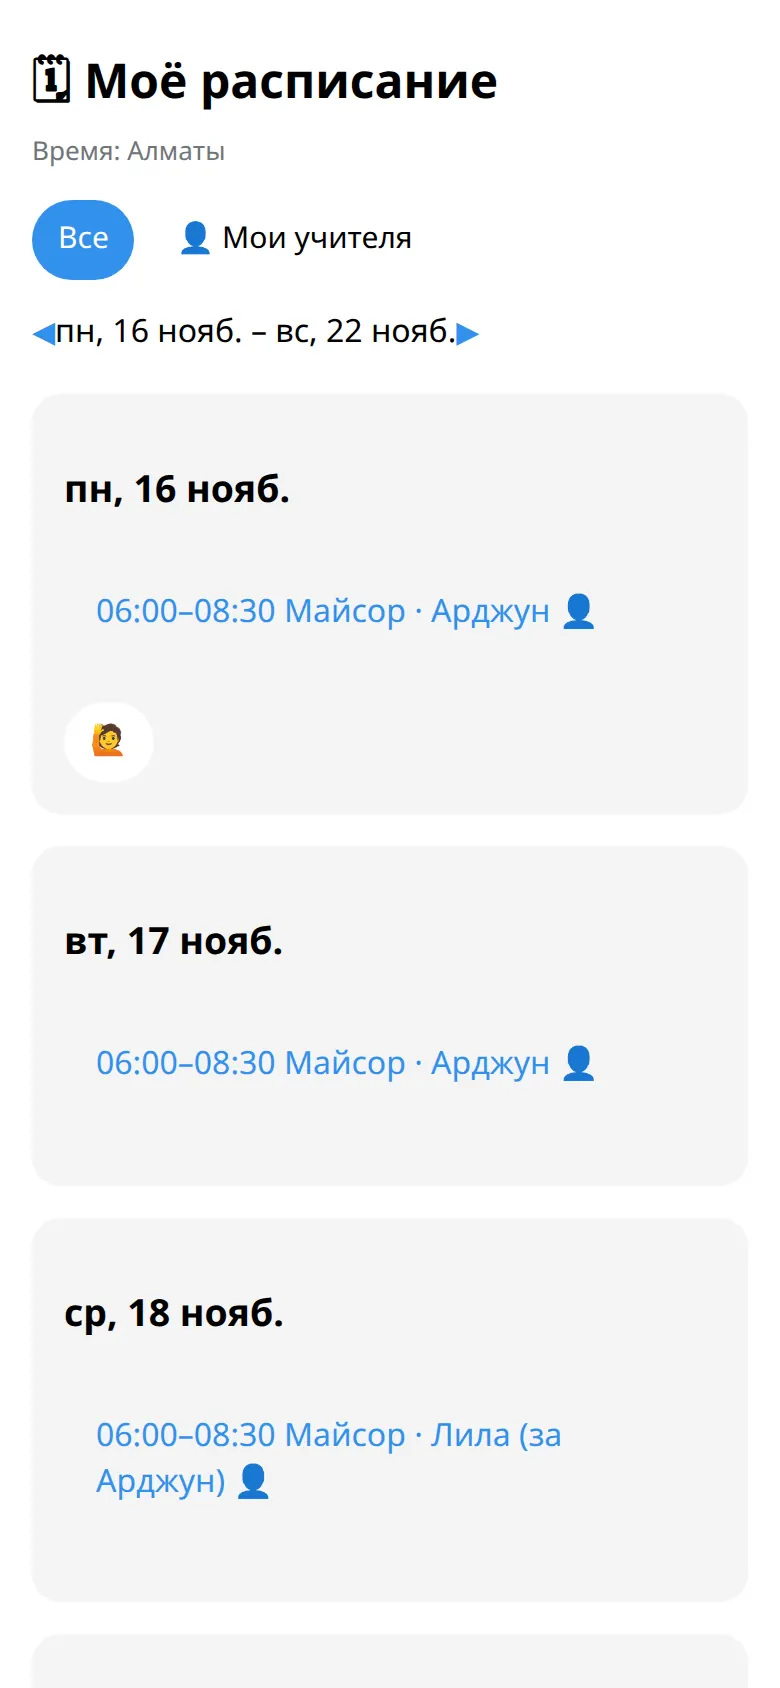 🗓 Моё расписание
Время: Алматы
Все 👤 Мои учителя
◀пн, 16 нояб. – вс, 22 нояб.▶
пн, 16 нояб.
06:00–08:30 Майсор · Арджун 👤
🙋
вт, 17 нояб.
06:00–08:30 Майсор · Арджун 👤
ср, 18 нояб.
06:00–08:30 Майсор · Лила (за
Арджун) 👤